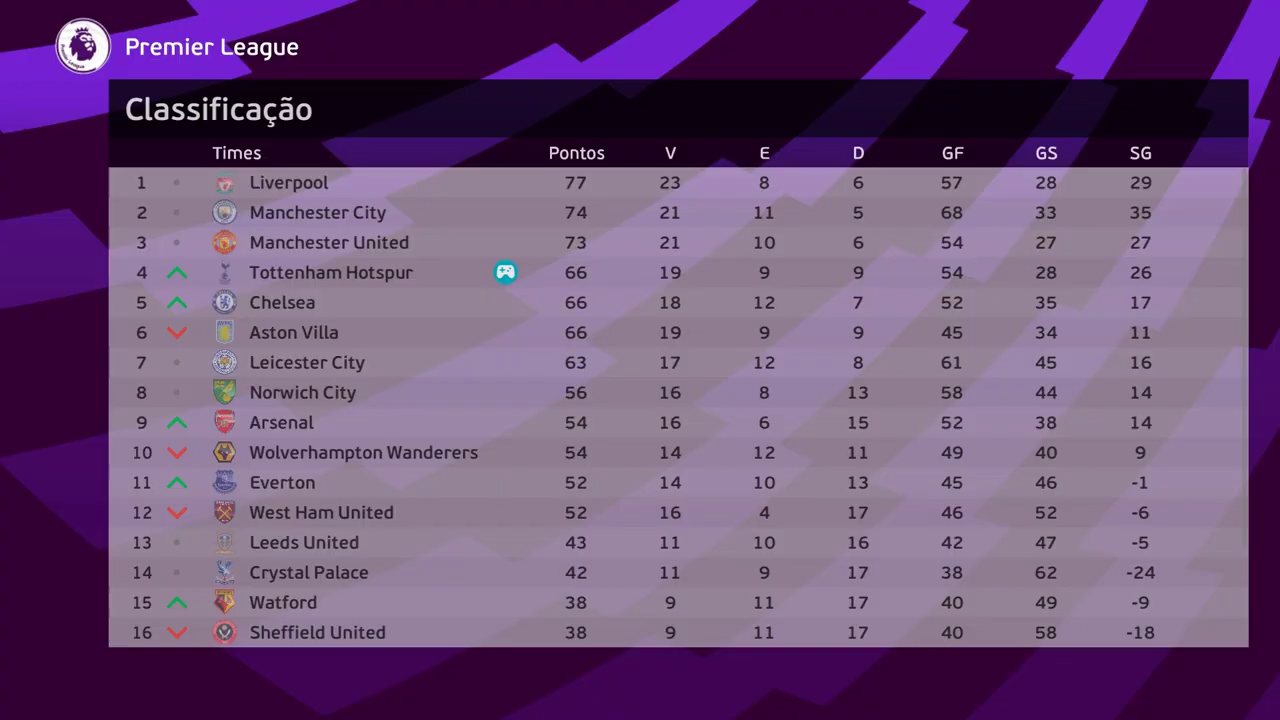 Premier League
Classificação
Times Pontos V E D GF GS SG
1 Liverpool 77 23 8 6 57 28 29
2 Manchester City 74 21 11 5 68 33 35
3 Manchester United 73 21 10 6 54 27 27
4 Tottenham Hotspur 66 19 9 9 54 28 26
5 Chelsea 66 18 12 7 52 35 17
6 Aston Villa 66 19 9 9 45 34 11
7 Leicester City 63 17 12 8 61 45 16
8 Norwich City 56 16 8 13 58 44 14
9 Arsenal 54 16 6 15 52 38 14
10 Wolverhampton Wanderers 54 14 12 11 49 40 9
11 Everton 52 14 10 13 45 46 -1
12 West Ham United 52 16 4 17 46 52 -6
13 Leeds United 43 11 10 16 42 47 -5
14 Crystal Palace 42 11 9 17 38 62 -24
15 Watford 38 9 11 17 40 49 -9
16 Sheffield United 38 9 11 17 40 58 -18